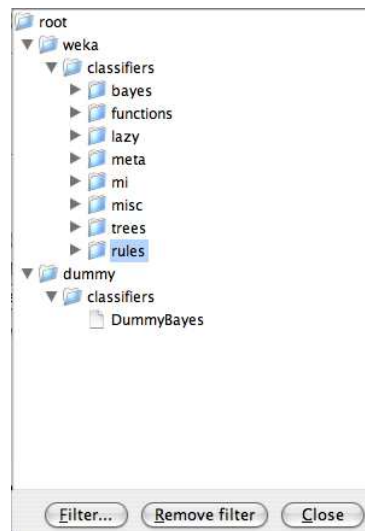 root
weka
classifiers
bayes
functions
lazy
meta
mi
misc
trees
rules
dummy
classifiers
DummyBayes
Filter... Remove filter Close